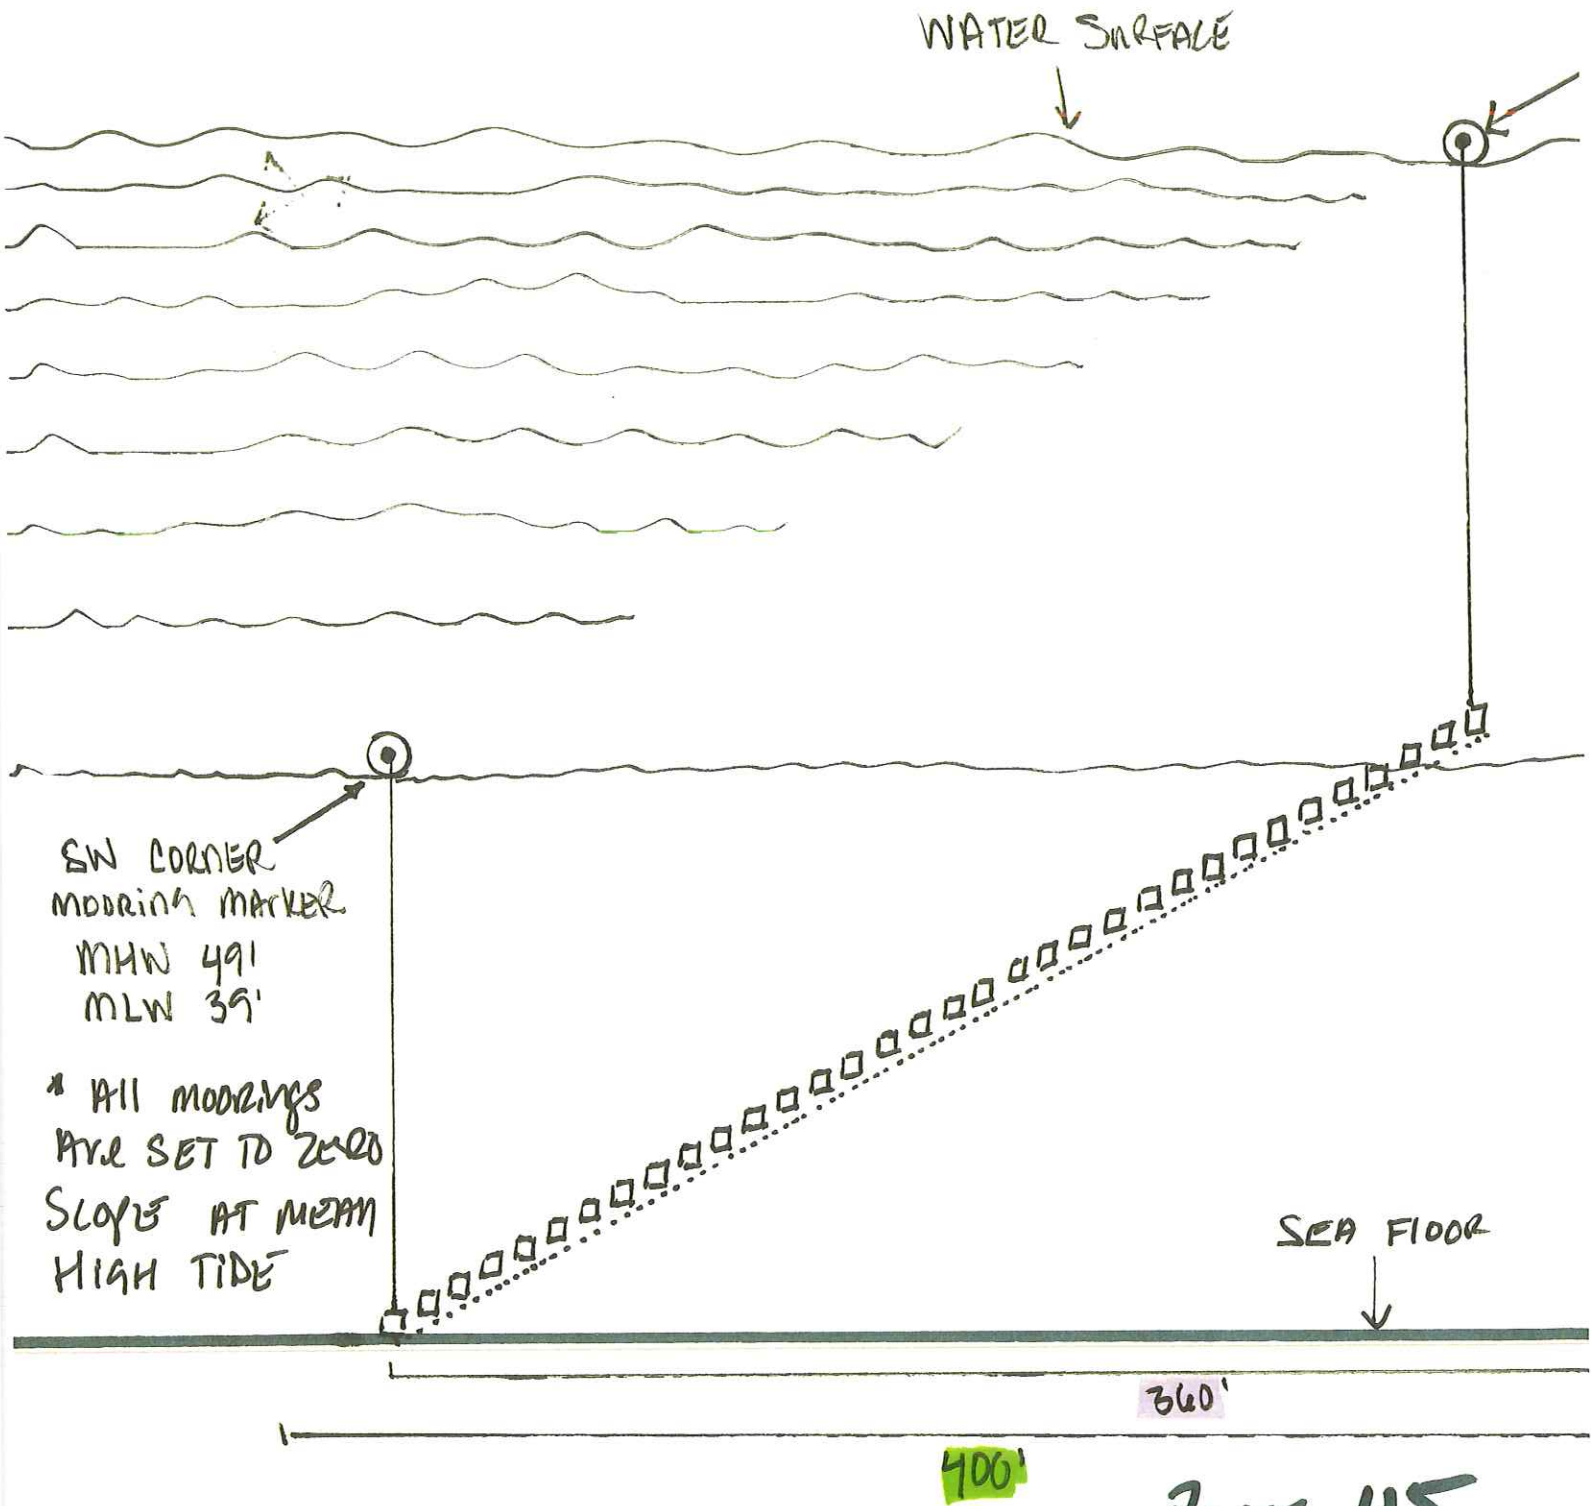 WATER SURFACE
SW CORNER
MOORING MARKER
MHW 49'
MLW 39'
* All MOORINGS
Are SET TO ZERO
SCOPE AT MEAN
HIGH TIDE
SEA FLOOR
360'
400'